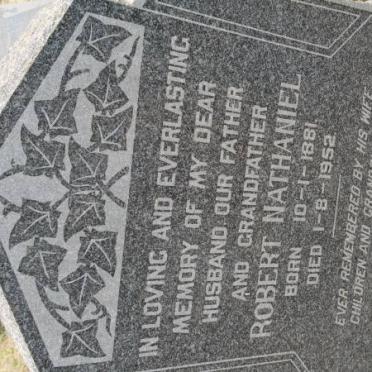 IN LOVING AND EVERLASTING
MEMORY OF MY DEAR
HUSBAND OUR FATHER
AND GRANDFATHER
ROBERT NATHANIEL
BORN 10-1-1881
DIED 1-8-1952
EVER REMEMBERED BY HIS WIFE
CHILDREN AND